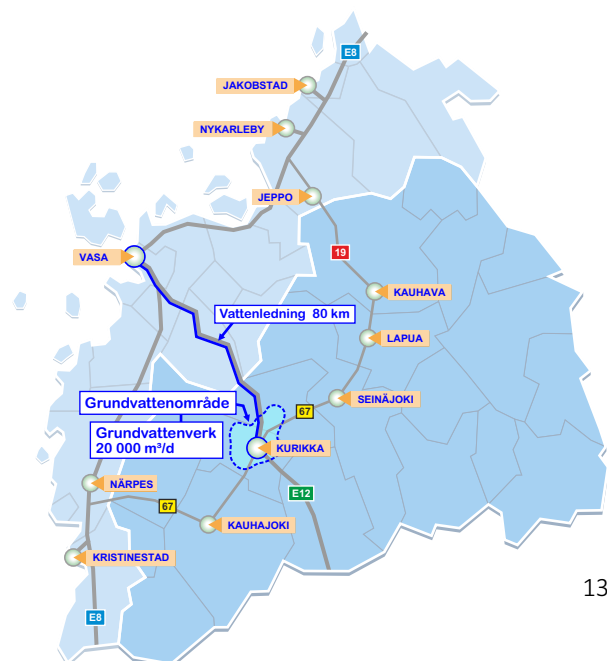 E8
JAKOBSTAD
NYKARLEBY
JEPPO
VASA
19
KAUHAVA
Vattenledning 80 km
LAPUA
Grundvattenområde
SEINÄJOKI
67
Grundvattenverk
20 000 m³/d
KURIKKA
NÄRPES
E12
67
KAUHAJOKI
KRISTINESTAD
13
E8